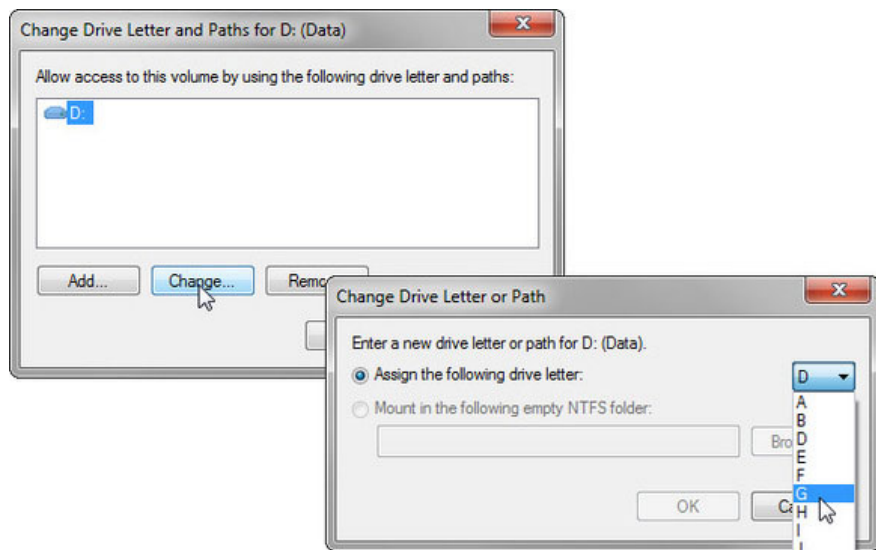 Change Drive Letter and Paths for D: (Data)
Allow access to this volume by using the following drive letter and paths:
D:
Add...
Change...
Change Drive Letter or Path
Enter a new drive letter or path for D: (Data).
Assign the following drive letter:
D
Mount in the following empty NTFS folder:
A
B
D
E
F
G
H
I
OK